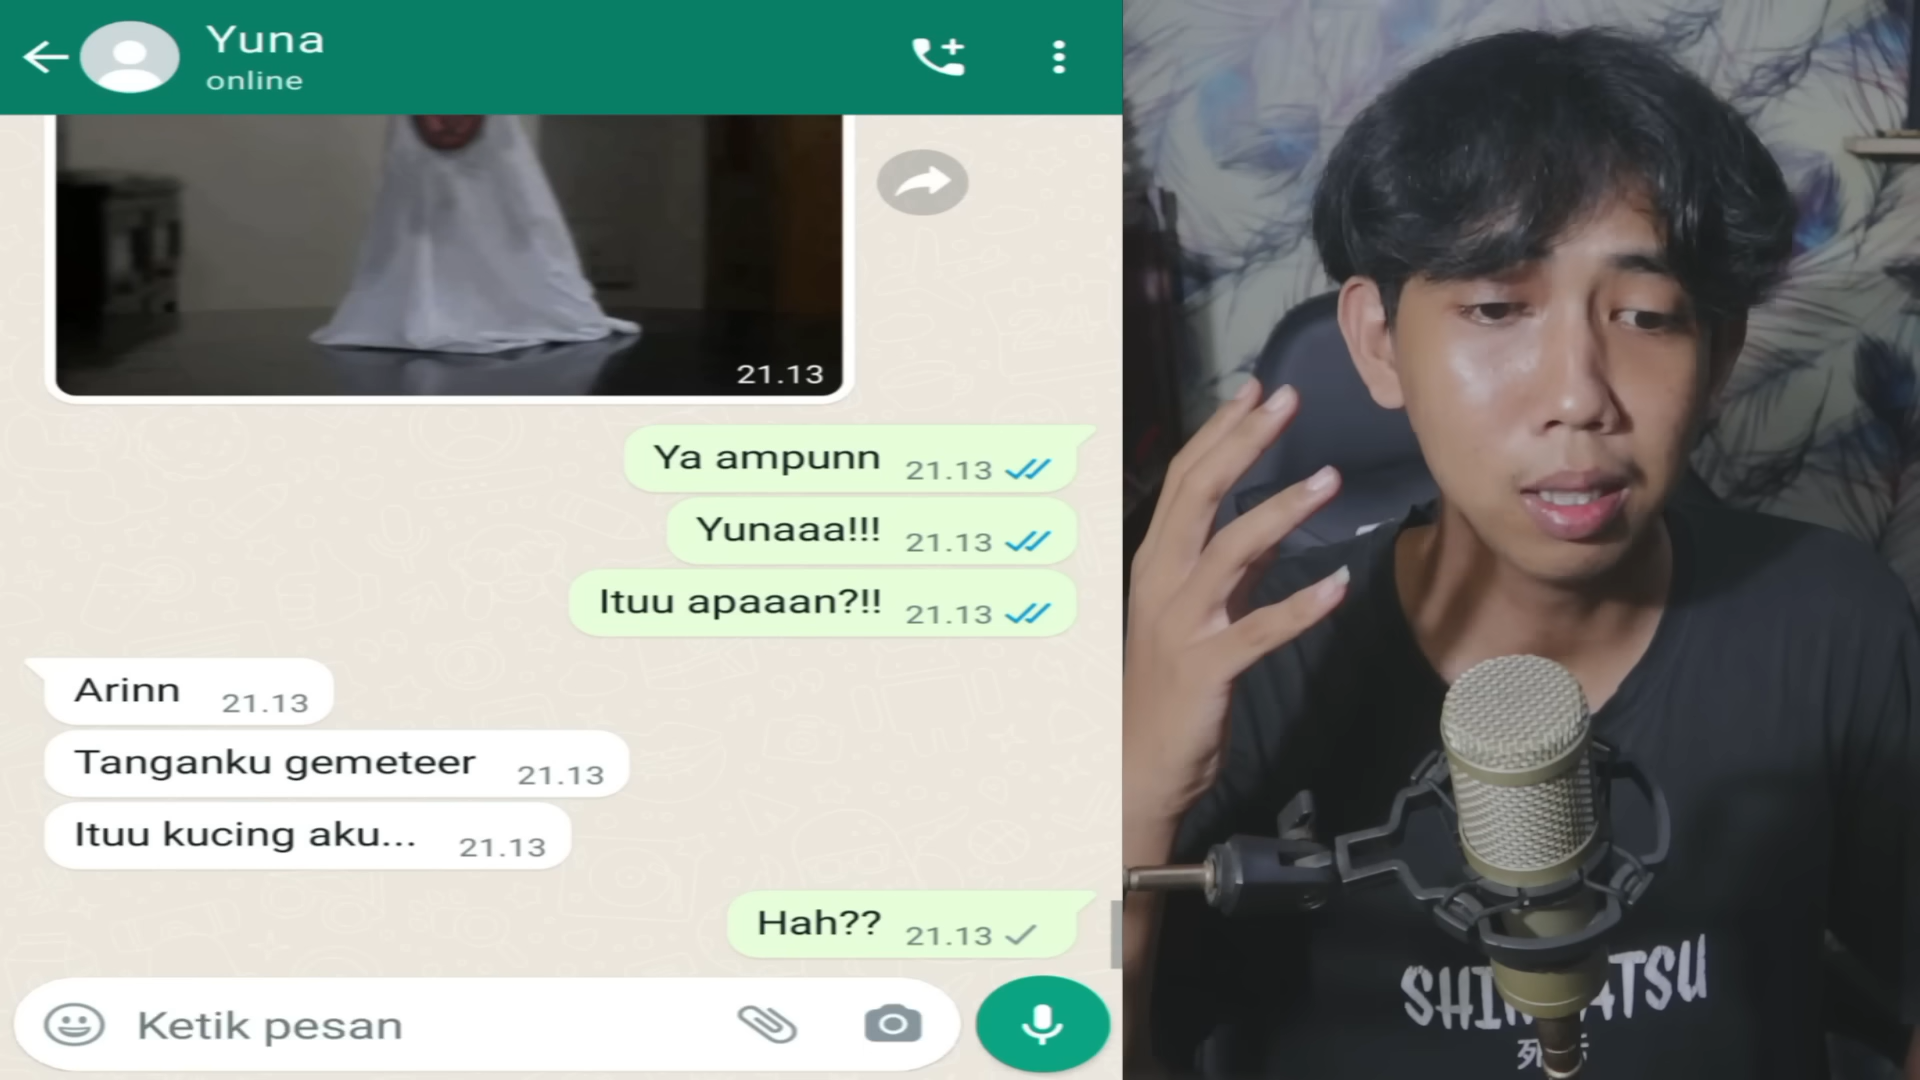 Yuna
online
21.13
Ya ampunn 21.13
Yunaaa!!! 21.13
Ituu apaaan?!! 21.13
Arinn 21.13
Tanganku gemeteer 21.13
Ituu kucing aku... 21.13
Hah?? 21.13
Ketik pesan